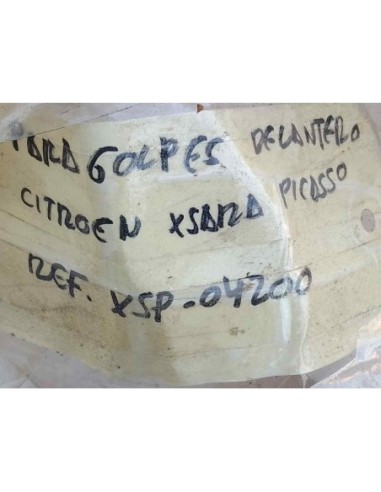 PARAGOLPES DELANTERO
CITROEN XSARA PICASSO
REF. XSP-04200